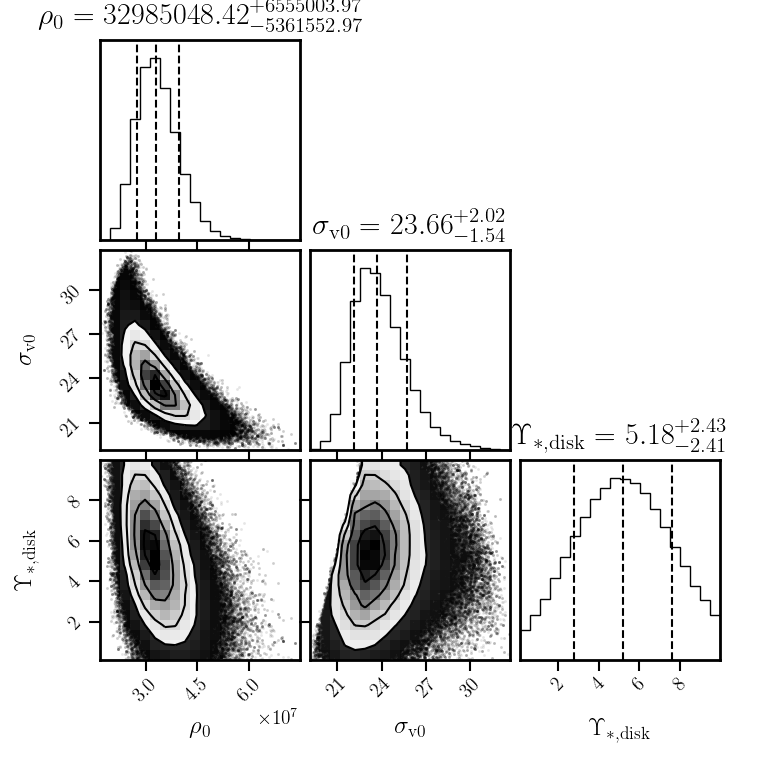 ρ₀ = 32985048.42⁺⁶⁵⁵⁵⁰⁰³·⁹⁷₋₅₃₆₁₅₅₂.₉₇
σᵥ₀ = 23.66⁺²·⁰²₋₁.₅₄
30
27
24
21
σᵥ₀
ϒ*,disk = 5.18⁺²·⁴³₋₂.₄₁
8
6
4
2
ϒ*,disk
3.0 4.5 6.0
×10⁷
ρ₀
21 24 27 30
σᵥ₀
2 4 6 8
ϒ*,disk